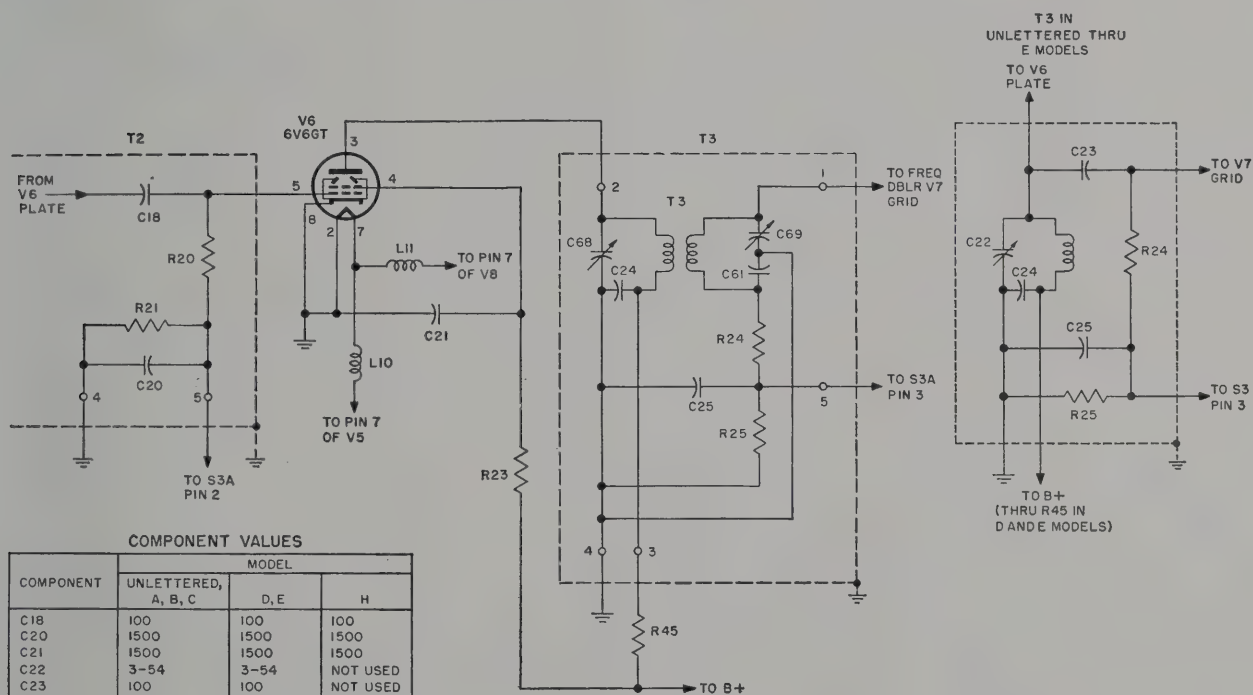 T3 IN
UNLETTERED THRU
E MODELS
TO V6
PLATE
V6
6V6GT
T2
T3
3
FROM
V6
PLATE
C18
5
4
8
2
7
R20
L11
TO PIN 7
OF V8
R21
C20
C21
L10
4
5
TO PIN 7
OF V5
TO S3A
PIN 2
R23
2
1
TO FREQ
DBLR V7
GRID
T3
C68
C69
C24
C61
R24
C25
5
TO S3A
PIN 3
R25
4
3
R45
TO B+
C23
TO V7
GRID
C22
R24
C24
C25
TO S3
PIN 3
R25
TO B+
(THRU R45 IN
D AND E MODELS)
COMPONENT VALUES
COMPONENT
MODEL
UNLETTERED,
A, B, C
D, E
H
C18 100 100 100
C20 1500 1500 1500
C21 1500 1500 1500
C22 3-54 3-54 NOT USED
C23 100 100 NOT USED